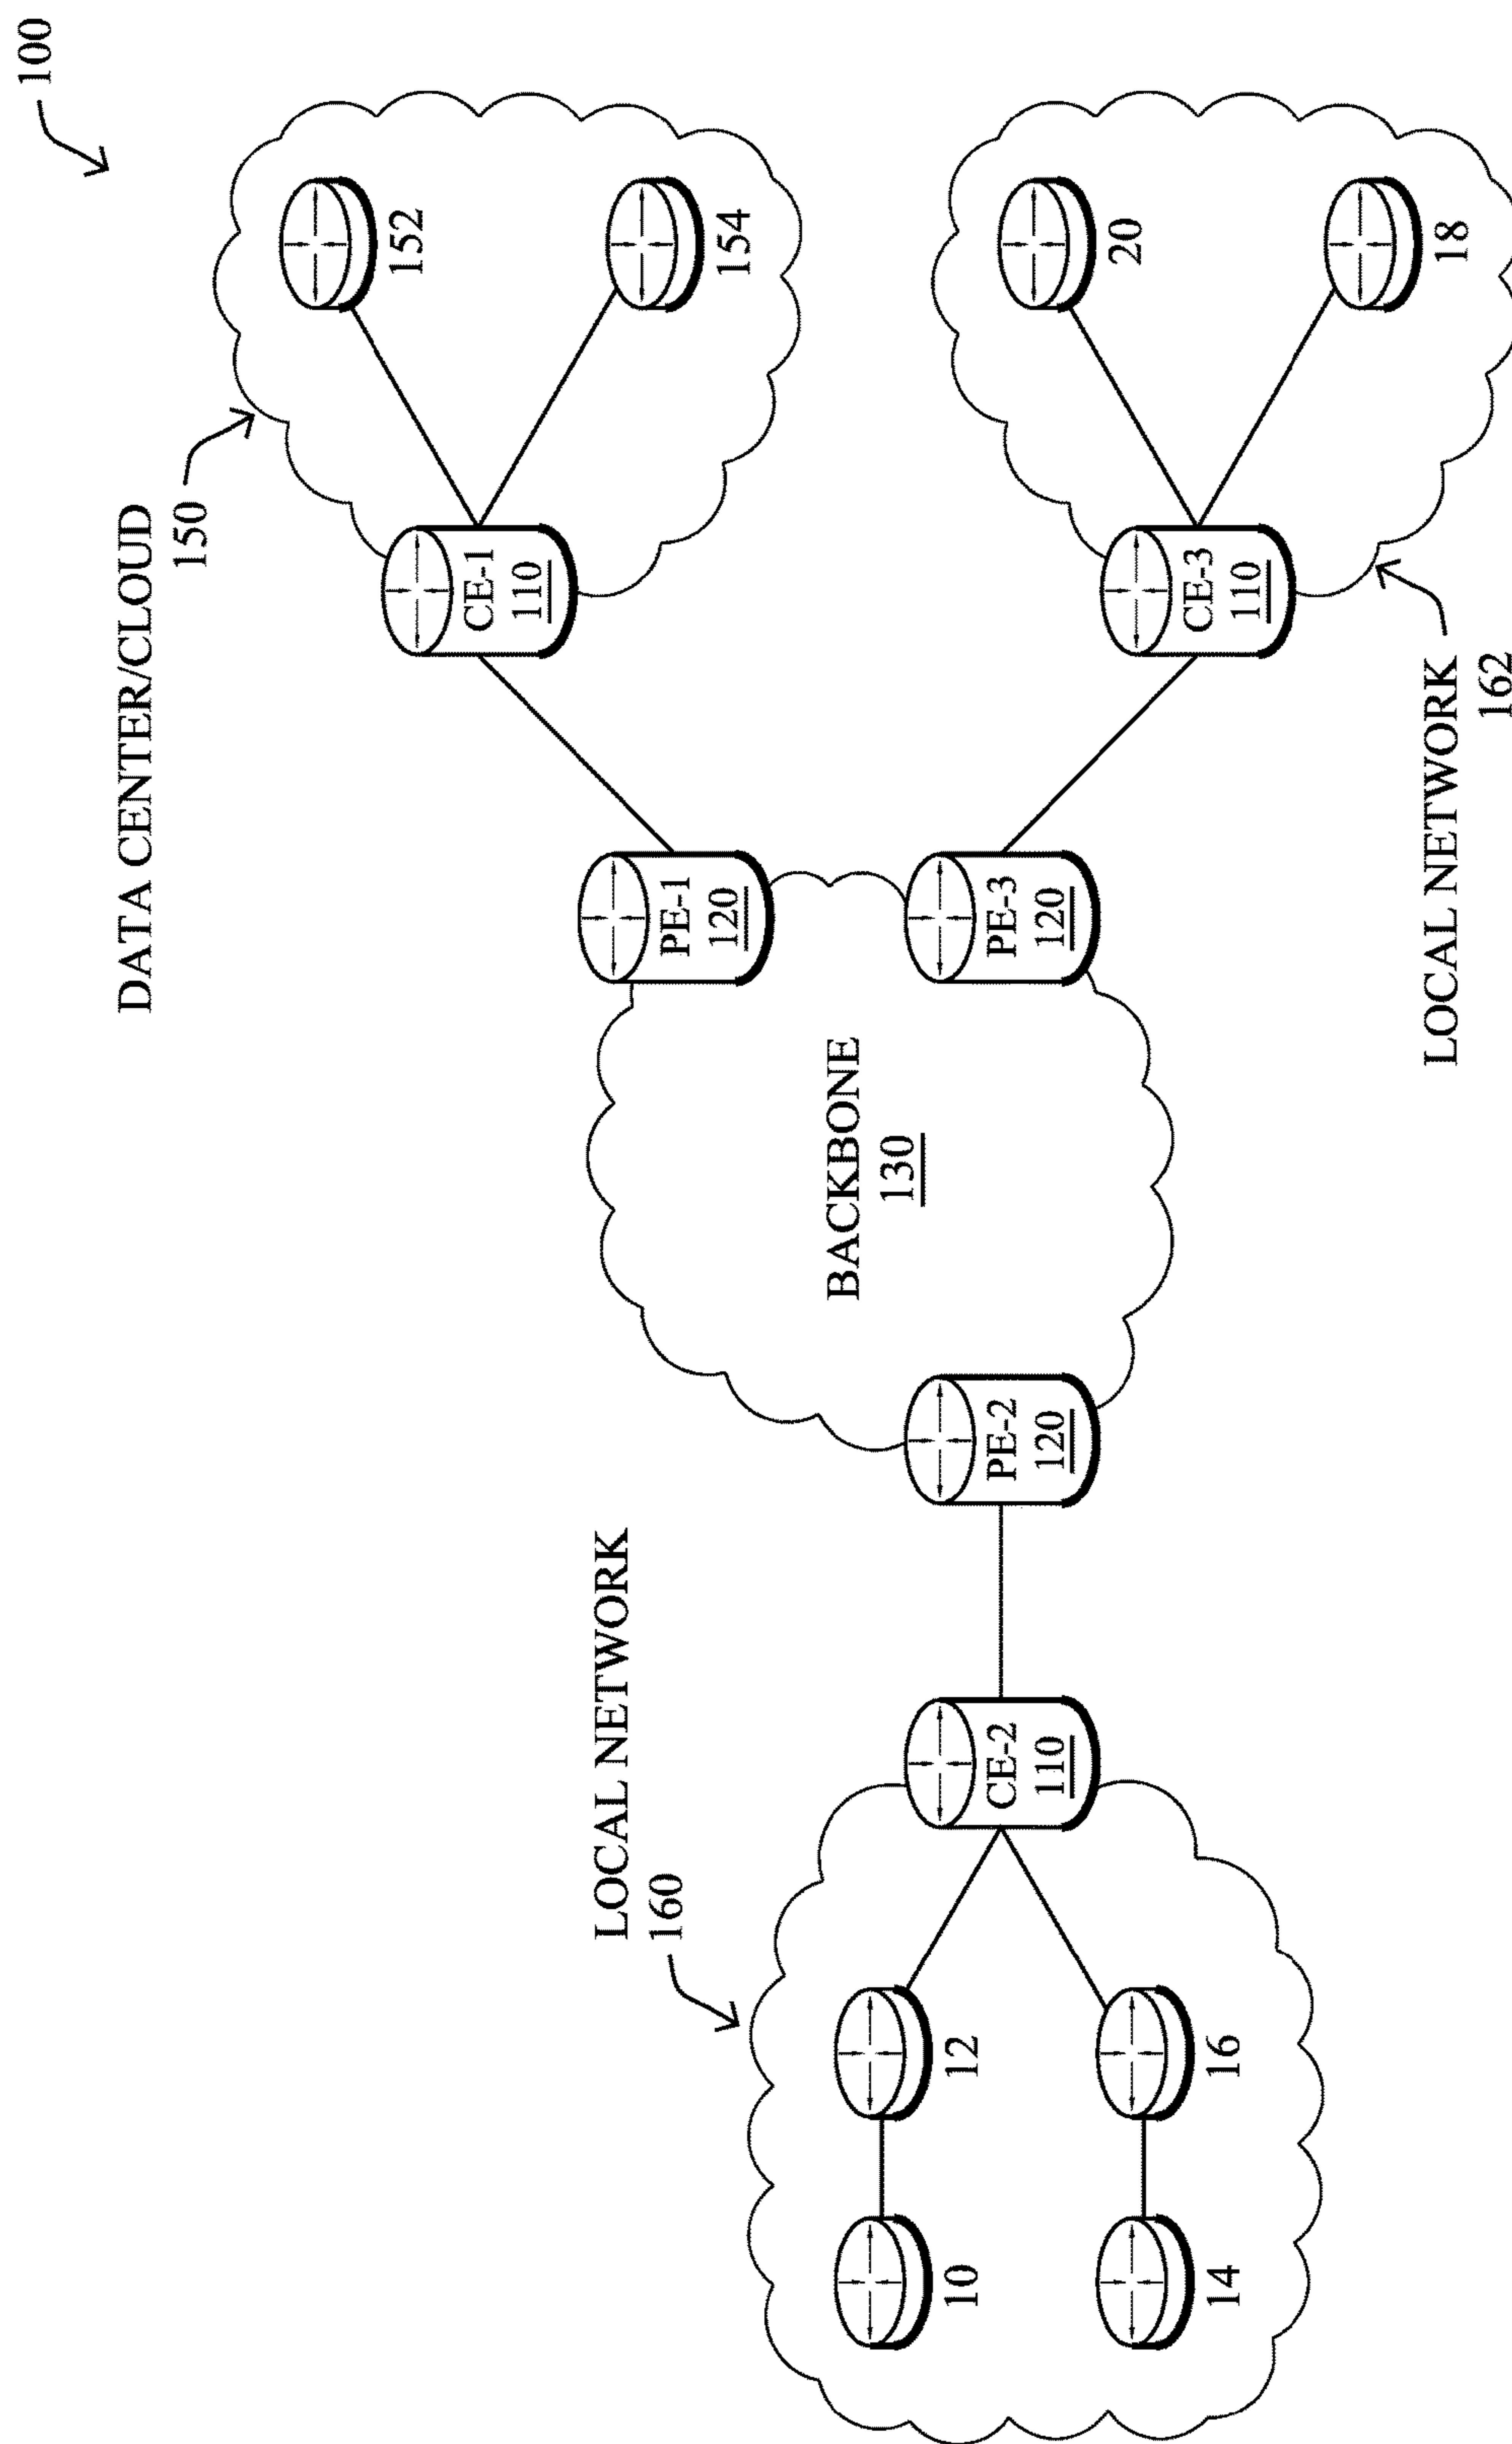 100
DATA CENTER/CLOUD
150
152
154
CE-1
110
PE-1
120
BACKBONE
130
PE-3
120
PE-2
120
LOCAL NETWORK
160
CE-2
110
10
12
14
16
CE-3
110
20
18
LOCAL NETWORK
162